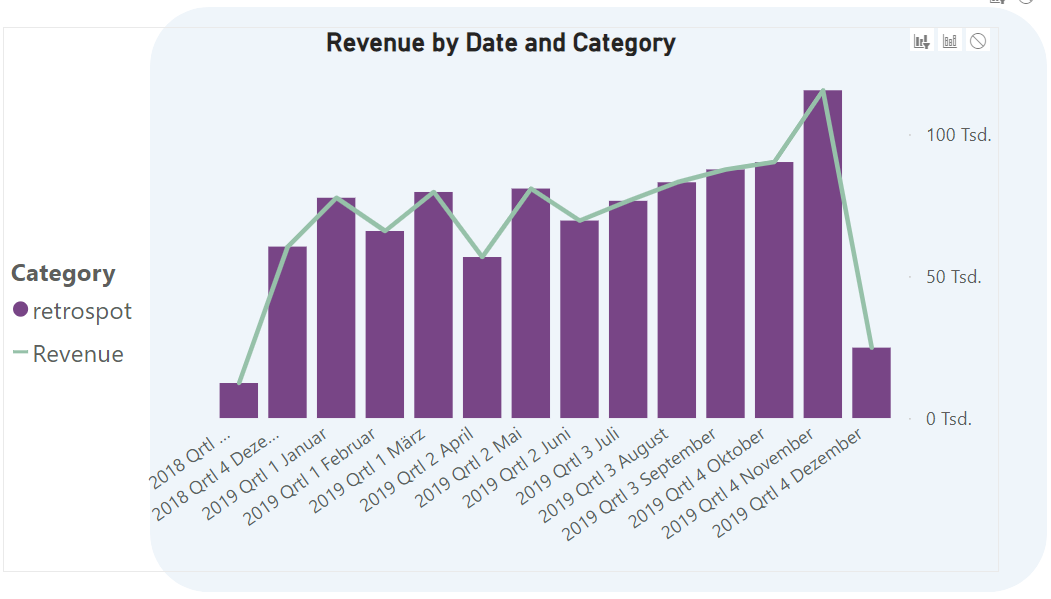 Revenue by Date and Category
100 Tsd.
50 Tsd.
0 Tsd.
Category
retrospot
Revenue
2018 Qrtl ...
2018 Qrtl 4 Deze...
2019 Qrtl 1 Januar
2019 Qrtl 1 Februar
2019 Qrtl 1 März
2019 Qrtl 2 April
2019 Qrtl 2 Mai
2019 Qrtl 2 Juni
2019 Qrtl 3 Juli
2019 Qrtl 3 August
2019 Qrtl 3 September
2019 Qrtl 4 Oktober
2019 Qrtl 4 November
2019 Qrtl 4 Dezember